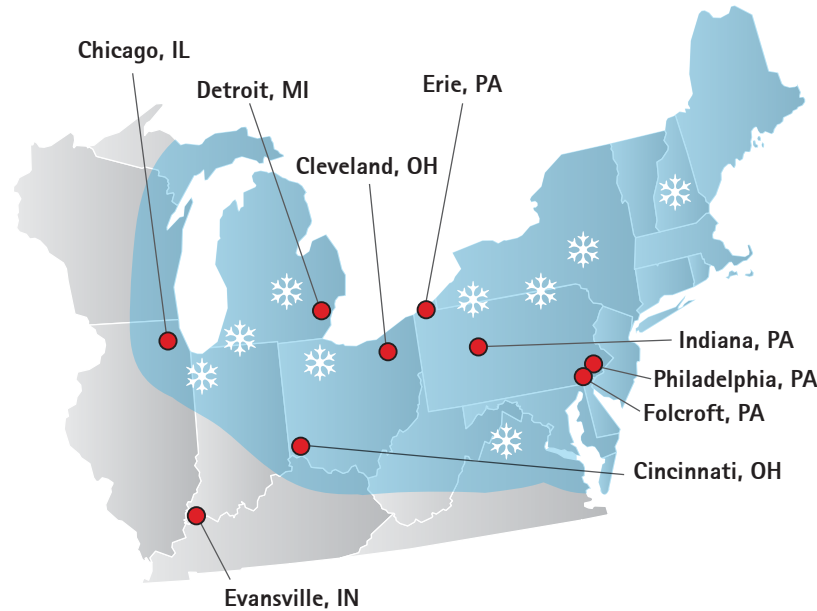 Chicago, IL
Detroit, MI
Erie, PA
Cleveland, OH
Indiana, PA
Philadelphia, PA
Folcroft, PA
Cincinnati, OH
Evansville, IN